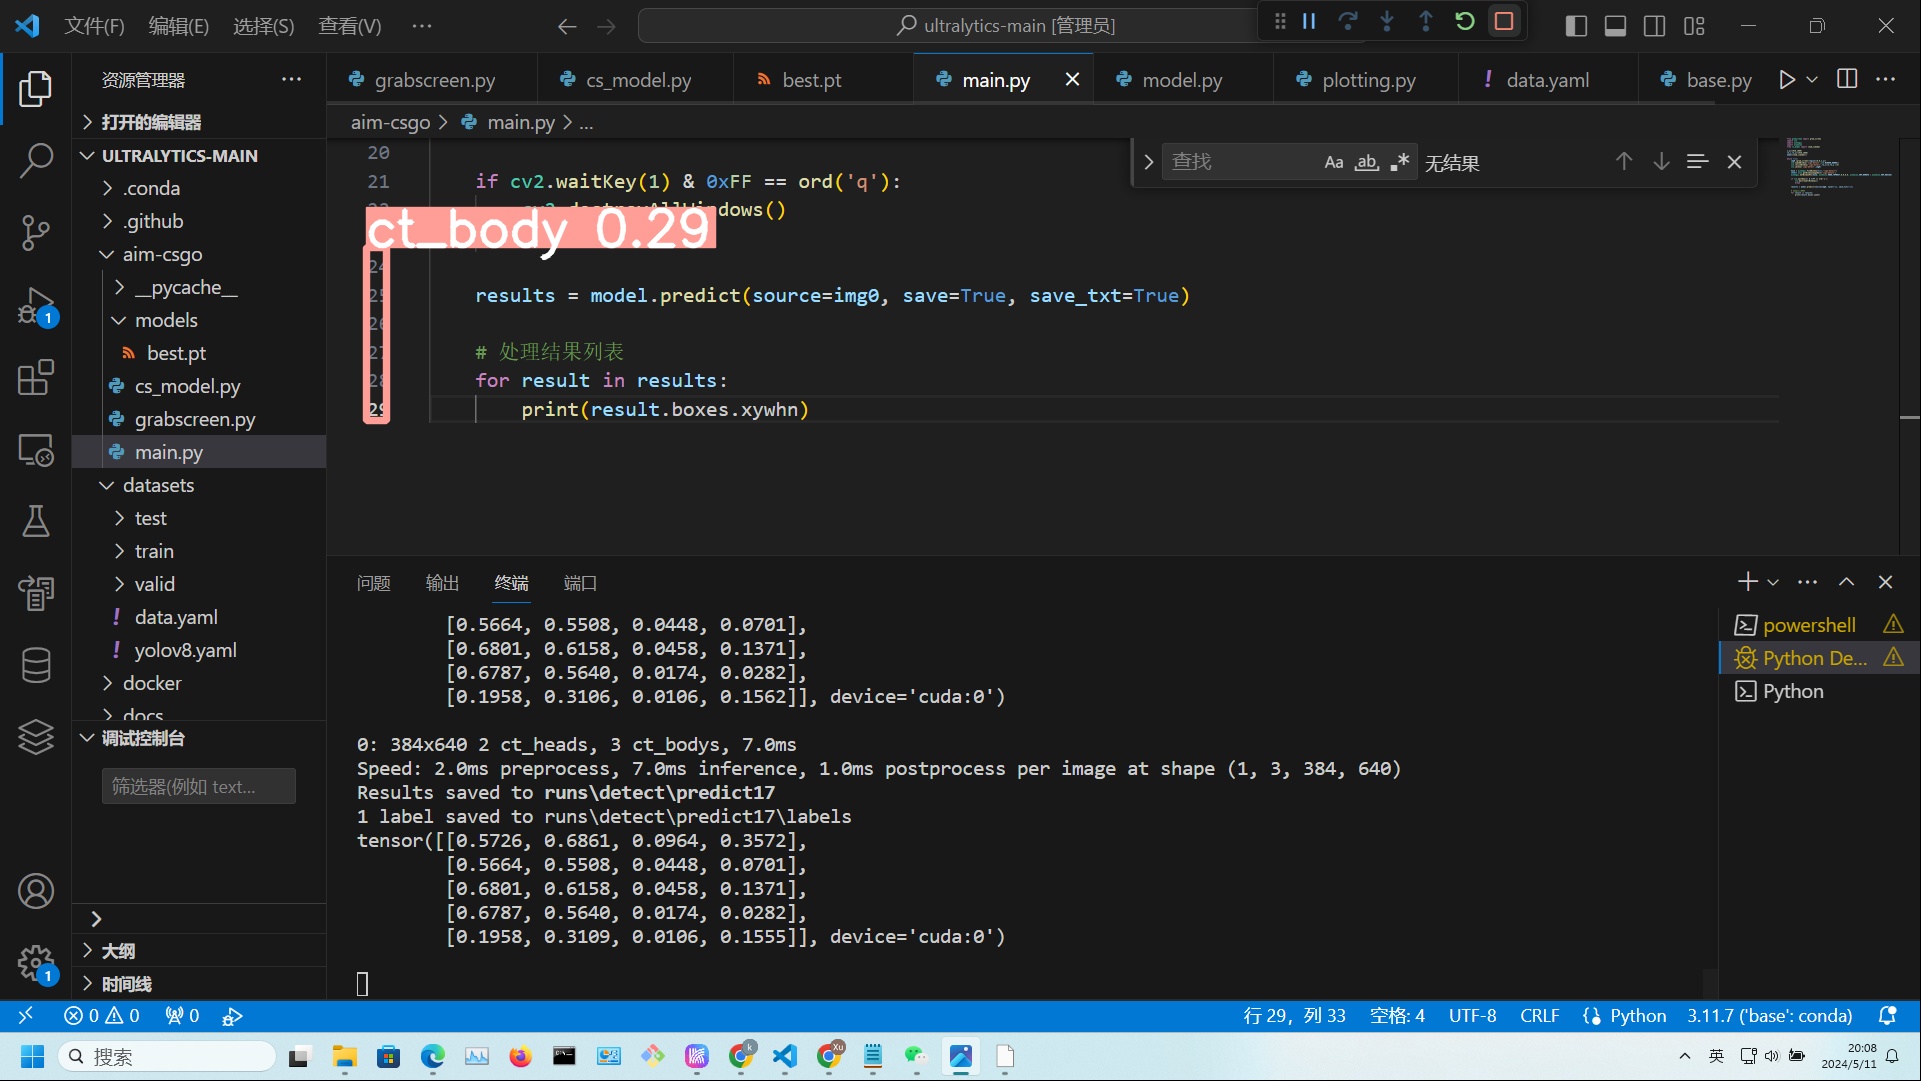 文件(F) 编辑(E) 选择(S) 查看(V) ···
ultralytics-main [管理员]
资源管理器
打开的编辑器
ULTRALYTICS-MAIN
.conda
.github
aim-csgo
__pycache__
models
best.pt
cs_model.py
grabscreen.py
main.py
datasets
test
train
valid
data.yaml
yolov8.yaml
docker
docs
调试控制台
筛选器(例如 text...
大纲
时间线
grabscreen.py cs_model.py best.pt main.py model.py plotting.py data.yaml base.py
aim-csgo > main.py > ...
查找 Aa ab 无结果
20
21 if cv2.waitKey(1) & 0xFF == ord('q'):
cv2.destroyAllWindows()
ct_body 0.29
24
25 results = model.predict(source=img0, save=True, save_txt=True)
26
27 # 处理结果列表
28 for result in results:
29 print(result.boxes.xywhn)
问题 输出 终端 端口
[0.5664, 0.5508, 0.0448, 0.0701],
[0.6801, 0.6158, 0.0458, 0.1371],
[0.6787, 0.5640, 0.0174, 0.0282],
[0.1958, 0.3106, 0.0106, 0.1562]], device='cuda:0')
0: 384x640 2 ct_heads, 3 ct_bodys, 7.0ms
Speed: 2.0ms preprocess, 7.0ms inference, 1.0ms postprocess per image at shape (1, 3, 384, 640)
Results saved to runs\detect\predict17
1 label saved to runs\detect\predict17\labels
tensor([[0.5726, 0.6861, 0.0964, 0.3572],
[0.5664, 0.5508, 0.0448, 0.0701],
[0.6801, 0.6158, 0.0458, 0.1371],
[0.6787, 0.5640, 0.0174, 0.0282],
[0.1958, 0.3109, 0.0106, 0.1555]], device='cuda:0')
powershell
Python De...
Python
1
1
0 0 0
行 29，列 33 空格: 4 UTF-8 CRLF Python 3.11.7 ('base': conda)
搜索
k
Xu
英
20:08
2024/5/11